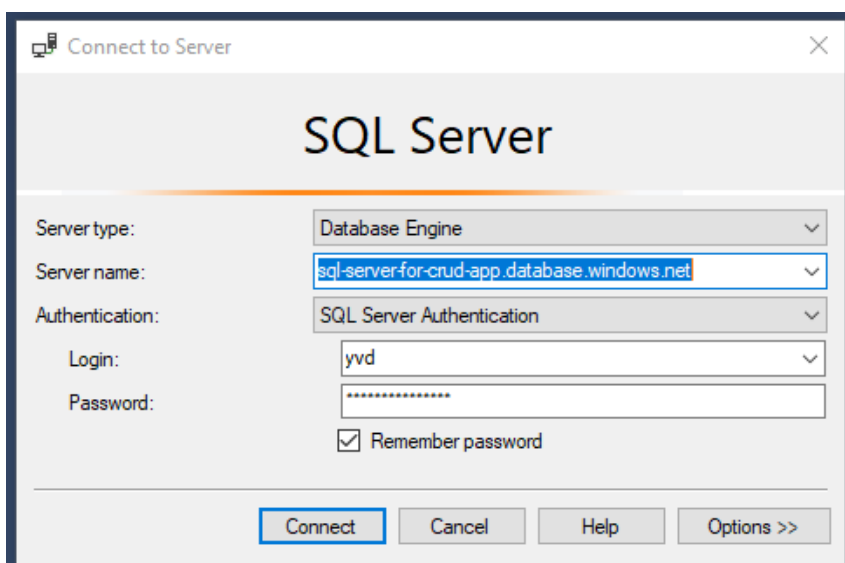 Connect to Server
SQL Server
Server type: Database Engine
Server name: sql-server-for-crud-app.database.windows.net
Authentication: SQL Server Authentication
Login: yvd
Password: ***************
Remember password
Connect Cancel Help Options >>